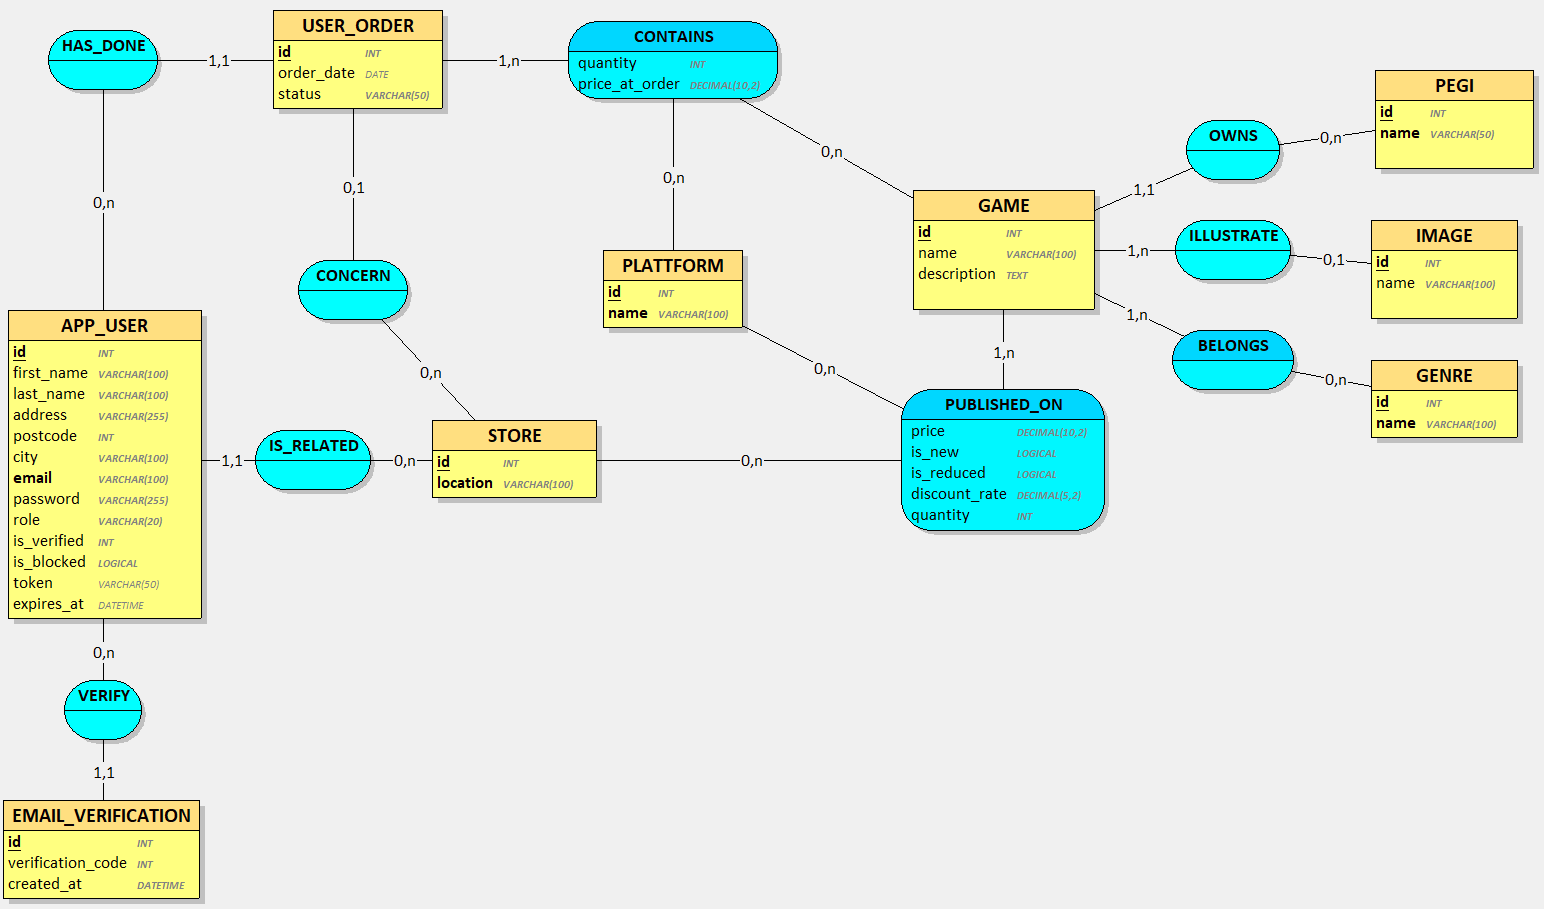 HAS_DONE
1,1
0,n
USER_ORDER
id INT
order_date DATE
status VARCHAR(50)
1,n
CONTAINS
quantity INT
price_at_order DECIMAL(10,2)
0,n
0,n
0,1
CONCERN
0,n
PEGI
id INT
name VARCHAR(50)
OWNS
0,n
1,1
GAME
id INT
name VARCHAR(100)
description TEXT
1,n
ILLUSTRATE
0,1
IMAGE
id INT
name VARCHAR(100)
1,n
BELONGS
0,n
GENRE
id INT
name VARCHAR(100)
PLATTFORM
id INT
name VARCHAR(100)
0,n
1,n
PUBLISHED_ON
price DECIMAL(10,2)
is_new LOGICAL
is_reduced LOGICAL
discount_rate DECIMAL(5,2)
quantity INT
0,n
STORE
id INT
location VARCHAR(100)
0,n
IS_RELATED
1,1
APP_USER
id INT
first_name VARCHAR(100)
last_name VARCHAR(100)
address VARCHAR(255)
postcode INT
city VARCHAR(100)
email VARCHAR(100)
password VARCHAR(255)
role VARCHAR(20)
is_verified INT
is_blocked LOGICAL
token VARCHAR(50)
expires_at DATETIME
0,n
VERIFY
1,1
EMAIL_VERIFICATION
id INT
verification_code INT
created_at DATETIME